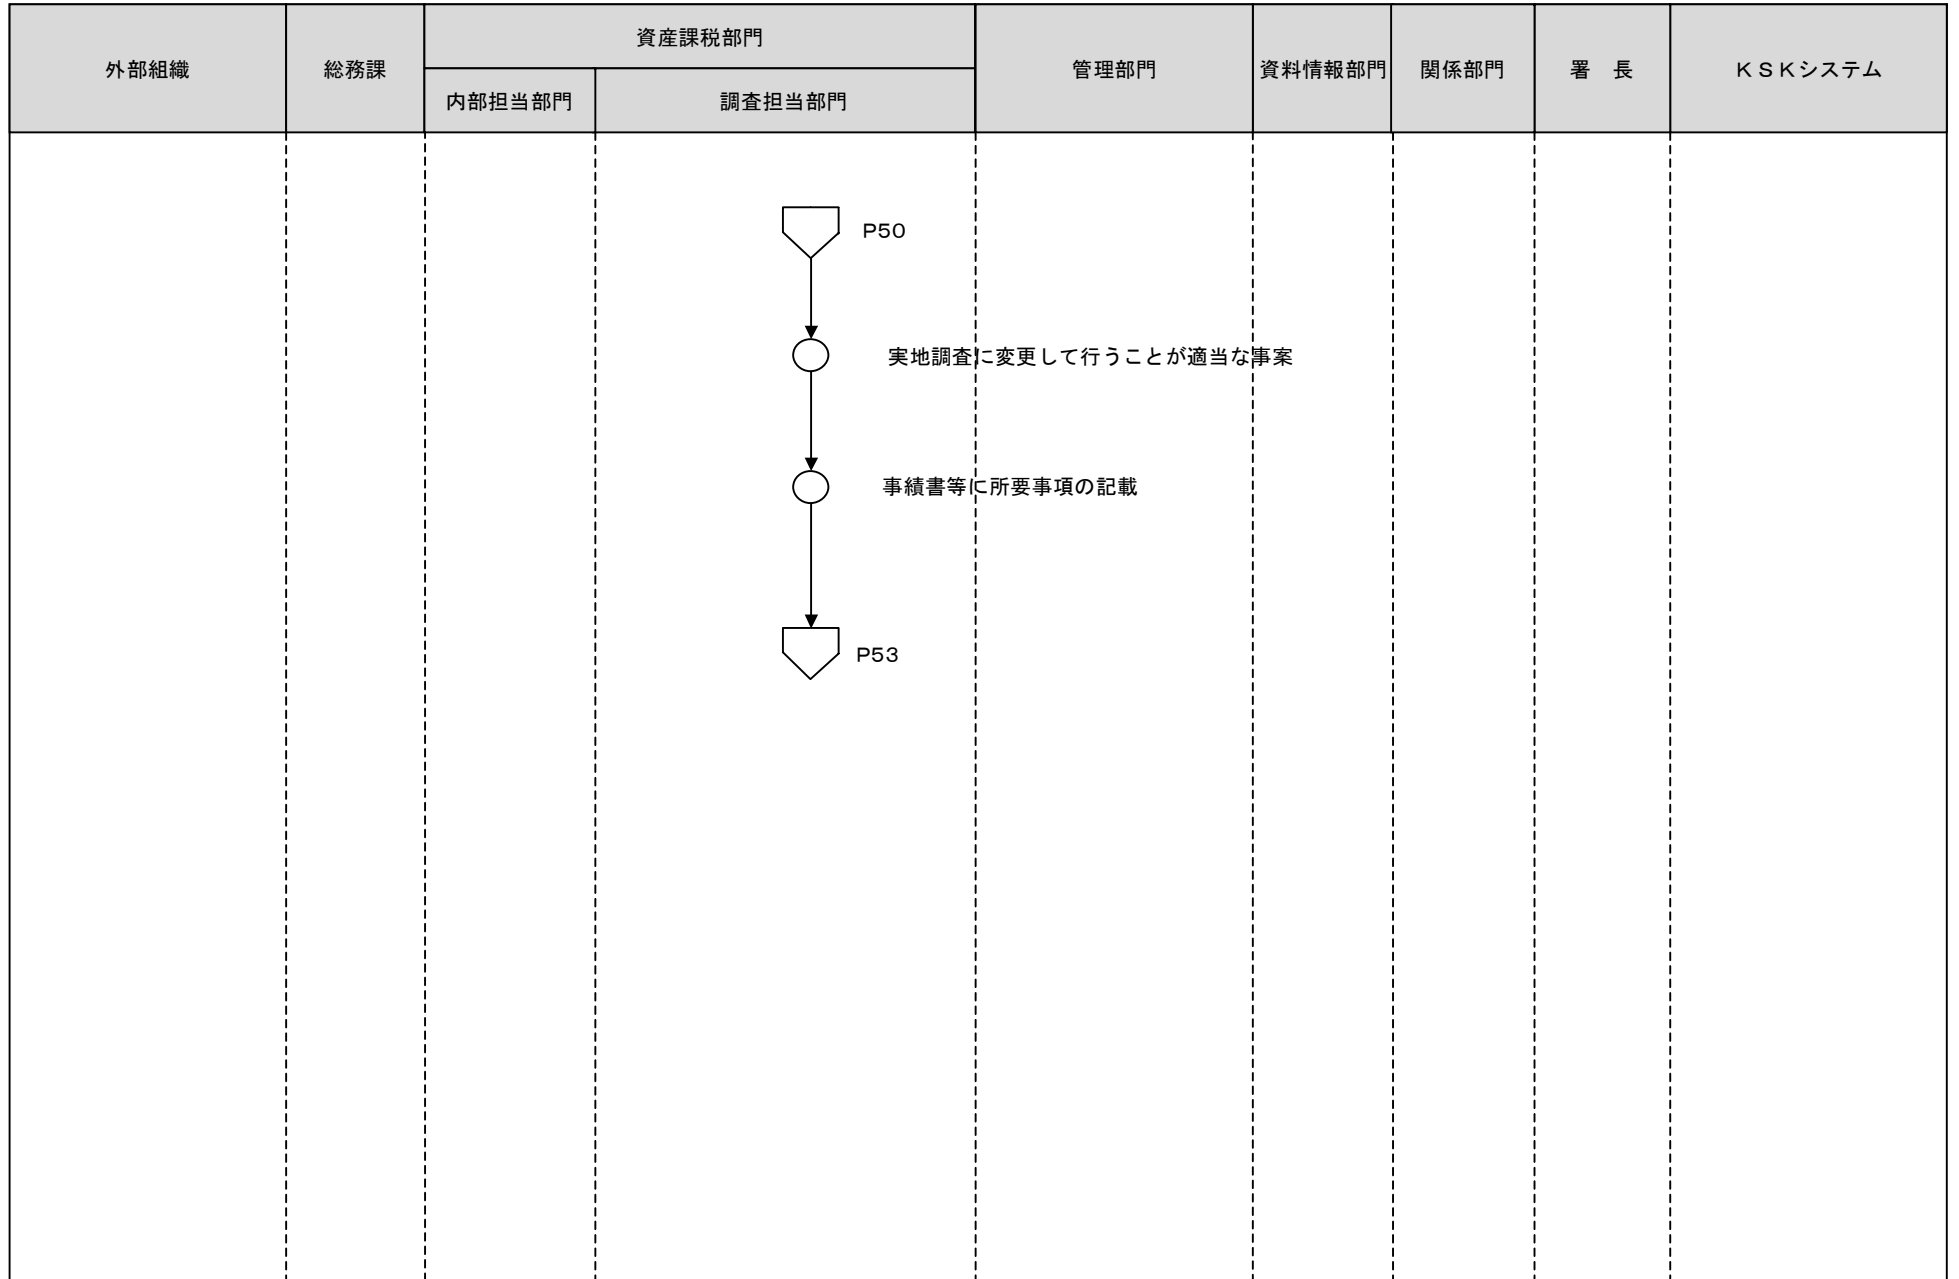 外部組織
総務課
資産課税部門
内部担当部門
調査担当部門
管理部門
資料情報部門
関係部門
署　長
ＫＳＫシステム
P50
実地調査に変更して行うことが適当な事案
事績書等に所要事項の記載
P53